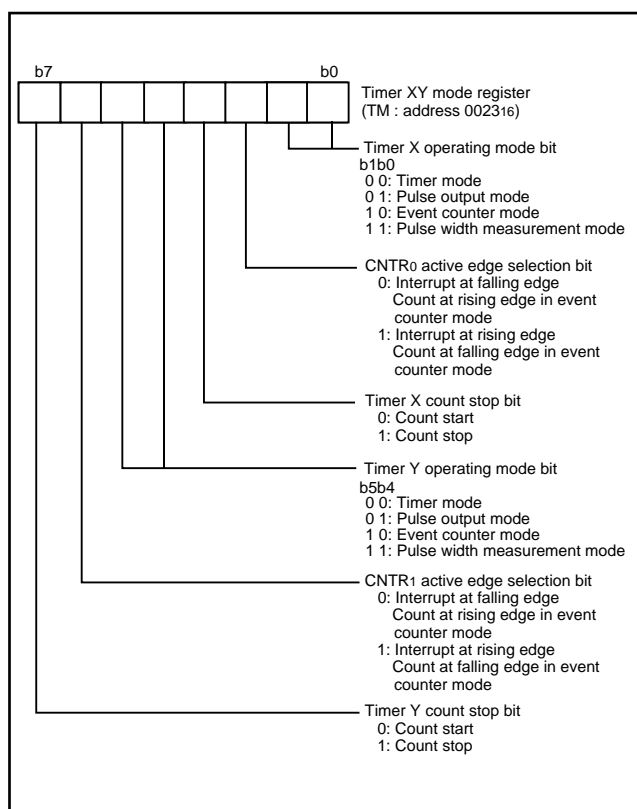 b7 b0
Timer XY mode register
(TM : address 002316)
Timer X operating mode bit
b1b0
0 0: Timer mode
0 1: Pulse output mode
1 0: Event counter mode
1 1: Pulse width measurement mode
CNTR0 active edge selection bit
0: Interrupt at falling edge
Count at rising edge in event
counter mode
1: Interrupt at rising edge
Count at falling edge in event
counter mode
Timer X count stop bit
0: Count start
1: Count stop
Timer Y operating mode bit
b5b4
0 0: Timer mode
0 1: Pulse output mode
1 0: Event counter mode
1 1: Pulse width measurement mode
CNTR1 active edge selection bit
0: Interrupt at falling edge
Count at rising edge in event
counter mode
1: Interrupt at rising edge
Count at falling edge in event
counter mode
Timer Y count stop bit
0: Count start
1: Count stop